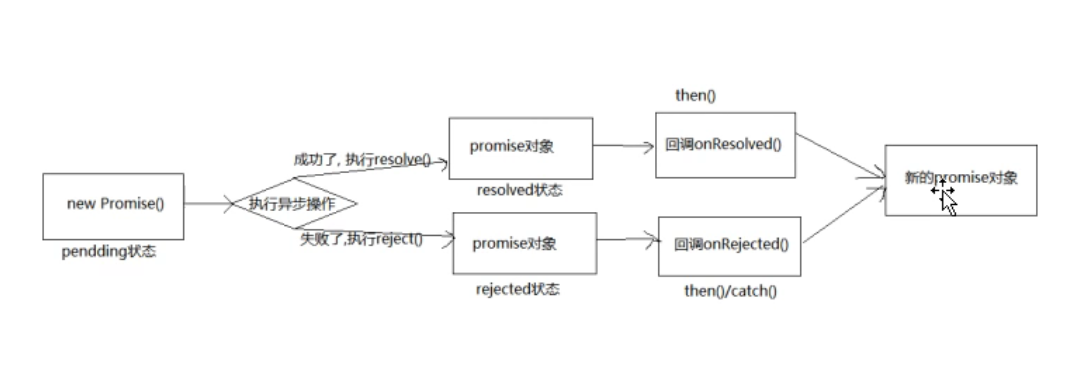 new Promise()
pendding状态
执行异步操作
成功了, 执行resolve()
失败了,执行reject()
promise对象
resolved状态
promise对象
rejected状态
then()
回调onResolved()
回调onRejected()
then()/catch()
新的promise对象